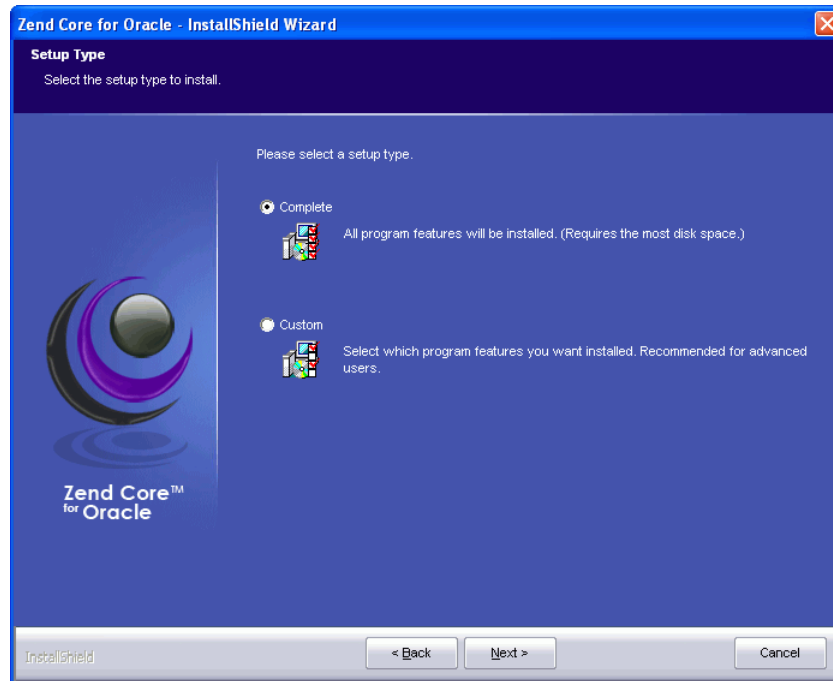 Zend Core for Oracle - InstallShield Wizard
Setup Type
Select the setup type to install.
Please select a setup type.
Complete
All program features will be installed. (Requires the most disk space.)
Custom
Select which program features you want installed. Recommended for advanced
users.
Zend Core™
for Oracle
InstallShield
< Back
Next >
Cancel